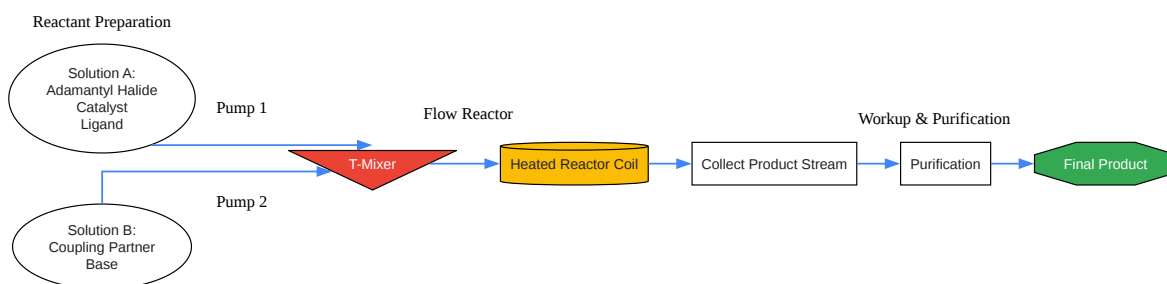 Reactant Preparation
Solution A:
Adamantyl Halide
Catalyst
Ligand
Pump 1
Flow Reactor
Workup & Purification
T-Mixer
Heated Reactor Coil
Collect Product Stream
Purification
Final Product
Pump 2
Solution B:
Coupling Partner
Base